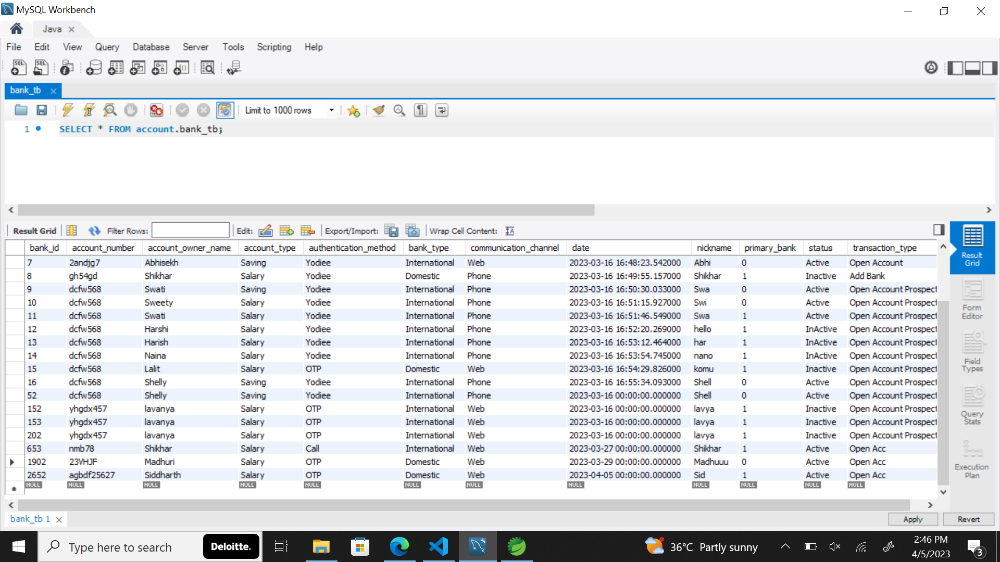 MySQL Workbench
Java
File Edit View Query Database Server Tools Scripting Help
bank_tb
Limit to 1000 rows
1 SELECT * FROM account.bank_tb;
Result Grid Filter Rows: Edit: Export/Import: Wrap Cell Content:
bank_id account_number account_owner_name account_type authentication_method bank_type communication_channel date nickname primary_bank status transaction_type
7 2andjg7 Abhisekh Saving Yodiee International Web 2023-03-16 16:48:23.542000 Abhi 0 Active Open Account
8 gh54gd Shikhar Salary Yodiee Domestic Phone 2023-03-16 16:49:55.157000 Shikhar 1 Inactive Add Bank
9 dcfw568 Swati Saving Yodiee International Phone 2023-03-16 16:50:30.033000 Swa 0 Active Open Account Prospect
10 dcfw568 Sweety Salary Yodiee International Phone 2023-03-16 16:51:15.927000 Swi 0 Active Open Account Prospect
11 dcfw568 Swati Salary Yodiee International Phone 2023-03-16 16:51:46.549000 Swa 1 Active Open Account Prospect
12 dcfw568 Harshi Salary Yodiee International Phone 2023-03-16 16:52:20.269000 hello 1 InActive Open Account Prospect
13 dcfw568 Harish Salary Yodiee International Phone 2023-03-16 16:53:12.464000 har 1 InActive Open Account Prospect
14 dcfw568 Naina Salary Yodiee International Phone 2023-03-16 16:53:54.745000 nano 1 InActive Open Account Prospect
15 dcfw568 Lalit Salary OTP Domestic Web 2023-03-16 16:54:29.826000 komu 1 Inactive Open Account Prospect
16 dcfw568 Shelly Saving Yodiee International Phone 2023-03-16 16:55:34.093000 Shell 0 Active Open Account Prospect
52 dcfw568 Shelly Saving Yodiee International Phone 2023-03-16 00:00:00.000000 Shell 0 Active Open Account Prospect
152 yhgdx457 lavanya Salary OTP International Web 2023-03-16 00:00:00.000000 lavya 1 Inactive Open Account Prospect
153 yhgdx457 lavanya Salary OTP International Web 2023-03-16 00:00:00.000000 lavya 1 Inactive Open Account Prospect
202 yhgdx457 lavanya Salary OTP International Web 2023-03-16 00:00:00.000000 lavya 1 Inactive Open Account Prospect
653 nmb78 Shikhar Salary Call International Web 2023-03-27 00:00:00.000000 Shikhar 1 Active Open Acc
1902 23VHJF Madhuri Salary OTP Domestic Web 2023-03-29 00:00:00.000000 Madhuuu 0 Active Open Acc
2652 agbdf25627 Siddharth Salary OTP Domestic Web 2023-04-05 00:00:00.000000 Sid 1 Active Open Acc
NULL NULL NULL NULL NULL NULL NULL NULL NULL NULL NULL NULL
Result
Grid
Form
Editor
Field
Types
Query
Stats
Execution
Plan
bank_tb 1
Apply Revert
Type here to search Deloitte. 36°C Partly sunny
2:46 PM
4/5/2023
3